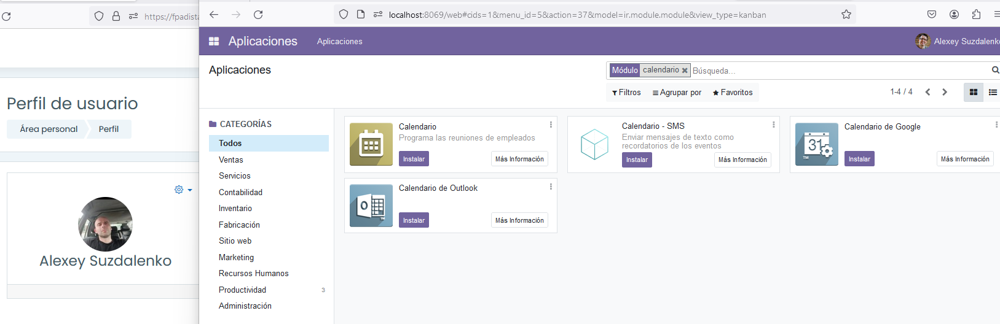 https://fpadista
Perfil de usuario
Área personal
Perfil
Alexey Suzdalenko
localhost:8069/web#cids=1&menu_id=5&action=37&model=ir.module.module&view_type=kanban
Aplicaciones
Aplicaciones
Alexey Suzdalenko
Aplicaciones
Módulo calendario
Búsqueda...
Filtros
Agrupar por
Favoritos
1-4 / 4
CATEGORÍAS
Todos
Ventas
Servicios
Contabilidad
Inventario
Fabricación
Sitio web
Marketing
Recursos Humanos
Productividad 3
Administración
Calendario
Programa las reuniones de empleados
Instalar
Más Información
Calendario - SMS
Enviar mensajes de texto como
recordatorios de los eventos
Instalar
Más Información
31
TM
Calendario de Google
Instalar
Más Información
O
TM
Calendario de Outlook
Instalar
Más Información